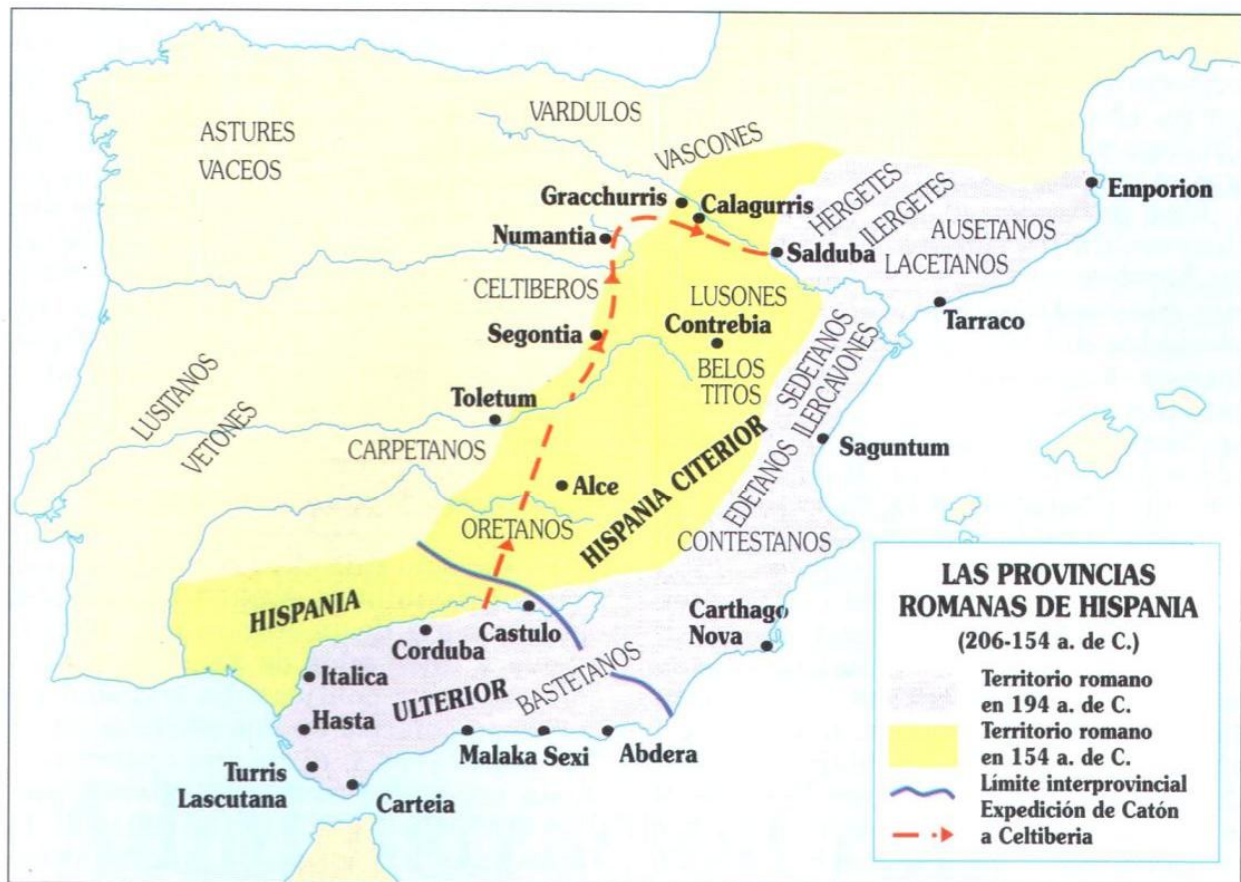 VARDULOS
ASTURES
VACEOS
VASCONES
Gracchurris
Calagurris
HERGETES
ILERGETES
Emporion
Numantia
AUSETANOS
Salduba
LACETANOS
CELTIBEROS
LUSONES
Tarraco
Segontia
Contrebia
SEDETANOS
BELOS
TITOS
ILERCAVONES
LUSITANOS
Toletum
VETONES
CARPETANOS
Saguntum
HISPANIA CITERIOR
EDETANOS
Alce
ORETANOS
CONTESTANOS
HISPANIA
Castulo
Carthago
Nova
Corduba
Italica
BASTETANOS
ULTERIOR
Hasta
Malaka
Sexi
Abdera
Turris
Lascutana
Carteia
LAS PROVINCIAS
ROMANAS DE HISPANIA
(206-154 a. de C.)
Territorio romano
en 194 a. de C.
Territorio romano
en 154 a. de C.
Límite interprovincial
Expedición de Catón
a Celtiberia